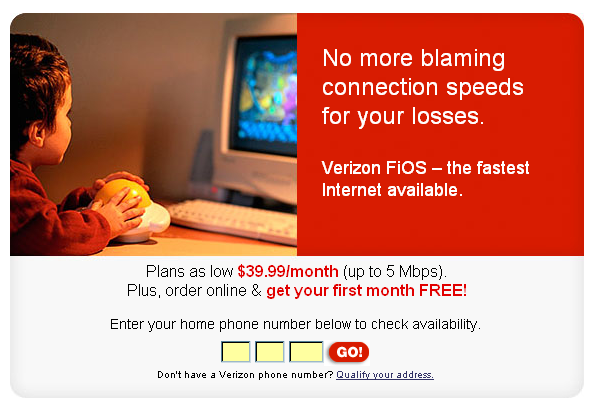 No more blaming
connection speeds
for your losses.
Verizon FiOS – the fastest
Internet available.
Plans as low $39.99/month (up to 5 Mbps).
Plus, order online & get your first month FREE!
Enter your home phone number below to check availability.
GO!
Don't have a Verizon phone number? Qualify your address.